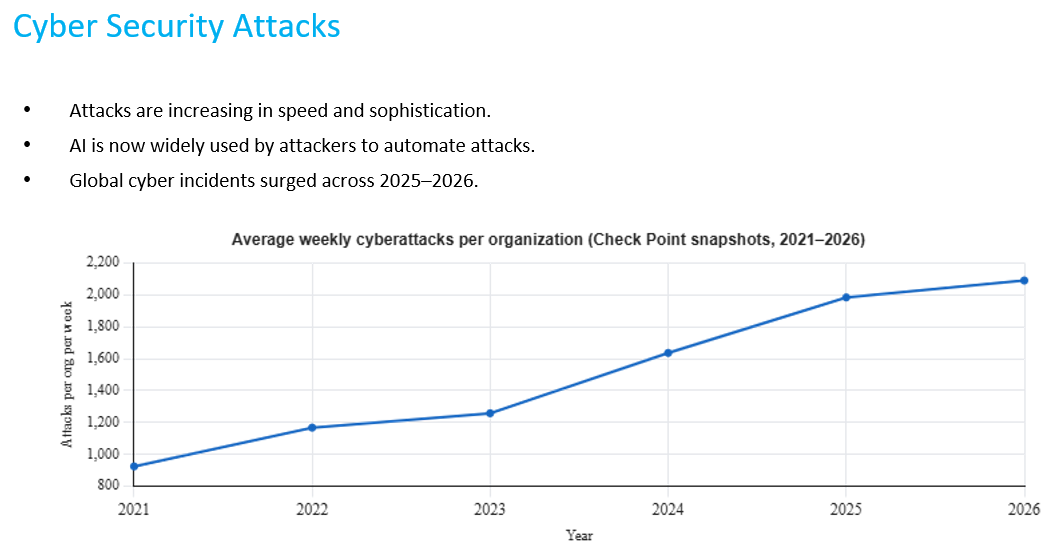 Cyber Security Attacks
• Attacks are increasing in speed and sophistication.
• AI is now widely used by attackers to automate attacks.
• Global cyber incidents surged across 2025–2026.
Average weekly cyberattacks per organization (Check Point snapshots, 2021–2026)
Attacks per org per week
2,200
2,000
1,800
1,600
1,400
1,200
1,000
800
2021 2022 2023 2024 2025 2026
Year